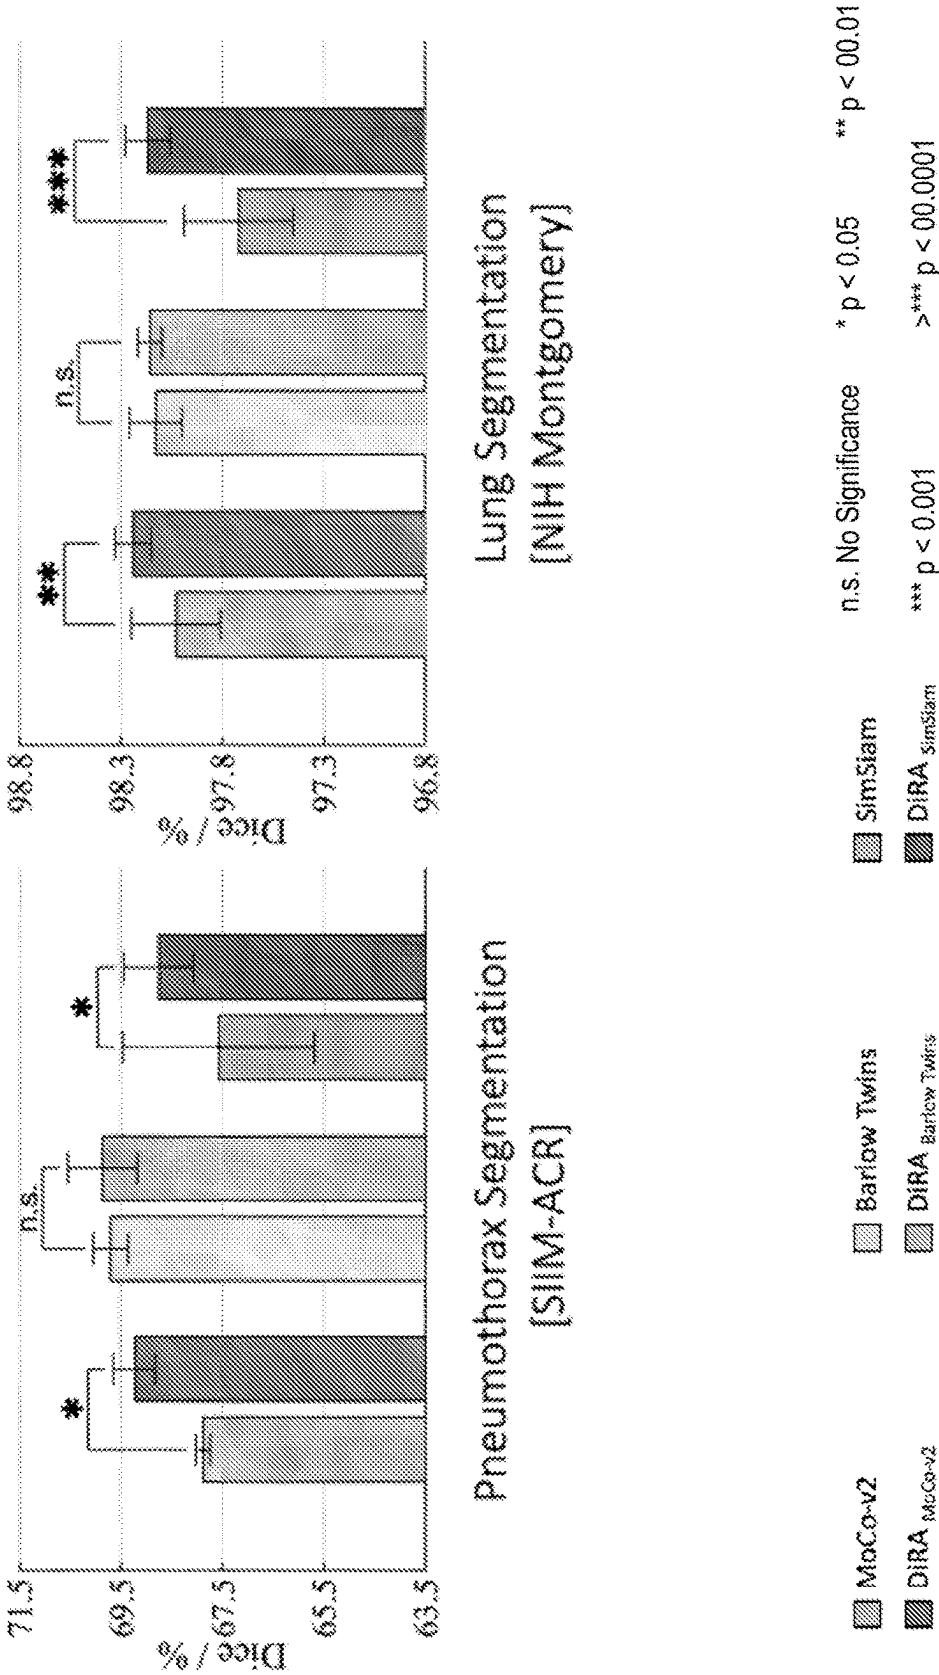 71.5
69.5
67.5
65.5
63.5
Dice / %
*
n.s.
*
Pneumothorax Segmentation
[SIIM-ACR]
98.8
98.3
97.8
97.3
96.8
Dice / %
**
n.s.
***
Lung Segmentation
[NIH Montgomery]
MoCo-v2
Barlow Twins
SimSiam
n.s. No Significance
* p < 0.05
** p < 00.01
DiRA MoCo-v2
DiRA Barlow Twins
DiRA SimSiam
*** p < 0.001
>*** p < 00.0001